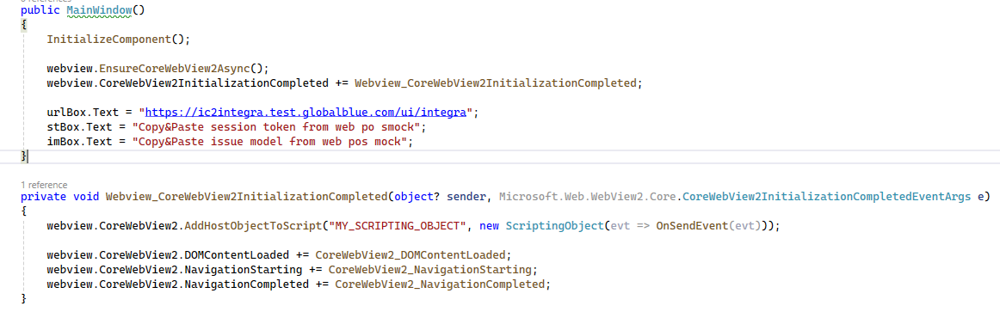 0 references
public MainWindow()
{
InitializeComponent();
webview.EnsureCoreWebView2Async();
webview.CoreWebView2InitializationCompleted += Webview_CoreWebView2InitializationCompleted;
urlBox.Text = "https://ic2integra.test.globalblue.com/ui/integra";
stBox.Text = "Copy&Paste session token from web po smock";
imBox.Text = "Copy&Paste issue model from web pos mock";
}
1 reference
private void Webview_CoreWebView2InitializationCompleted(object? sender, Microsoft.Web.WebView2.Core.CoreWebView2InitializationCompletedEventArgs e)
{
webview.CoreWebView2.AddHostObjectToScript("MY_SCRIPTING_OBJECT", new ScriptingObject(evt => OnSendEvent(evt)));
webview.CoreWebView2.DOMContentLoaded += CoreWebView2_DOMContentLoaded;
webview.CoreWebView2.NavigationStarting += CoreWebView2_NavigationStarting;
webview.CoreWebView2.NavigationCompleted += CoreWebView2_NavigationCompleted;
}